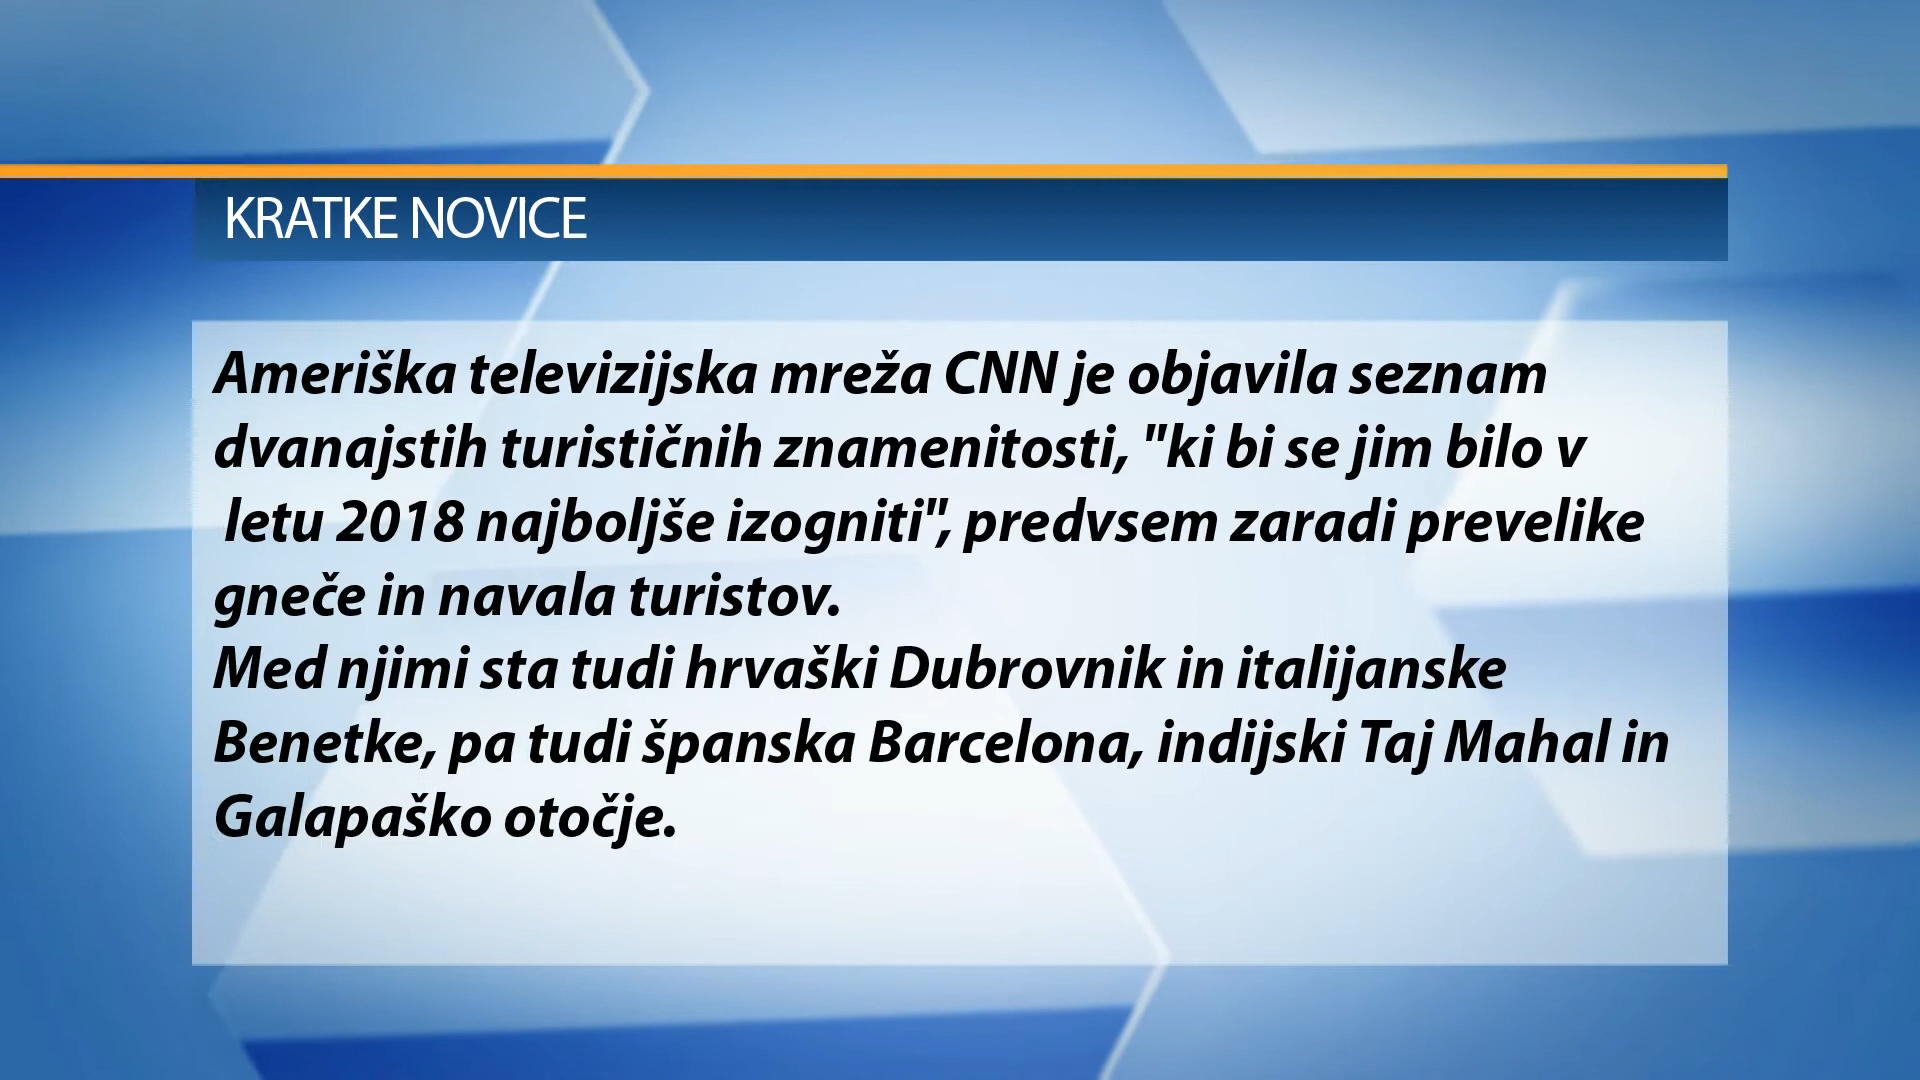 KRATKE NOVICE
Ameriška televizijska mreža CNN je objavila seznam
dvanajstih turističnih znamenitosti, "ki bi se jim bilo v
letu 2018 najboljše izogniti", predvsem zaradi prevelike
gneče in navala turistov.
Med njimi sta tudi hrvaški Dubrovnik in italijanske
Benetke, pa tudi španska Barcelona, indijski Taj Mahal in
Galapaško otočje.